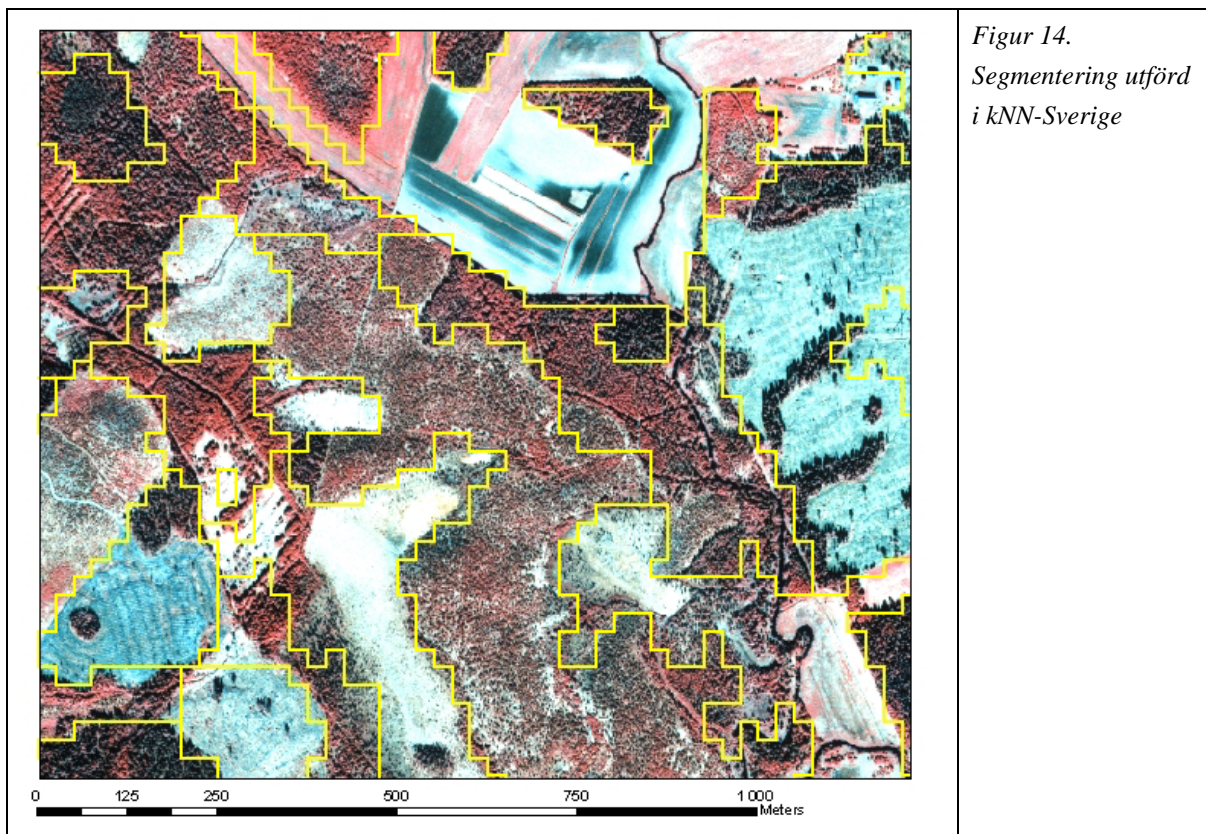 Figur 14.
Segmentering utförd
i kNN-Sverige
0 125 250 500 750 1 000
Meters